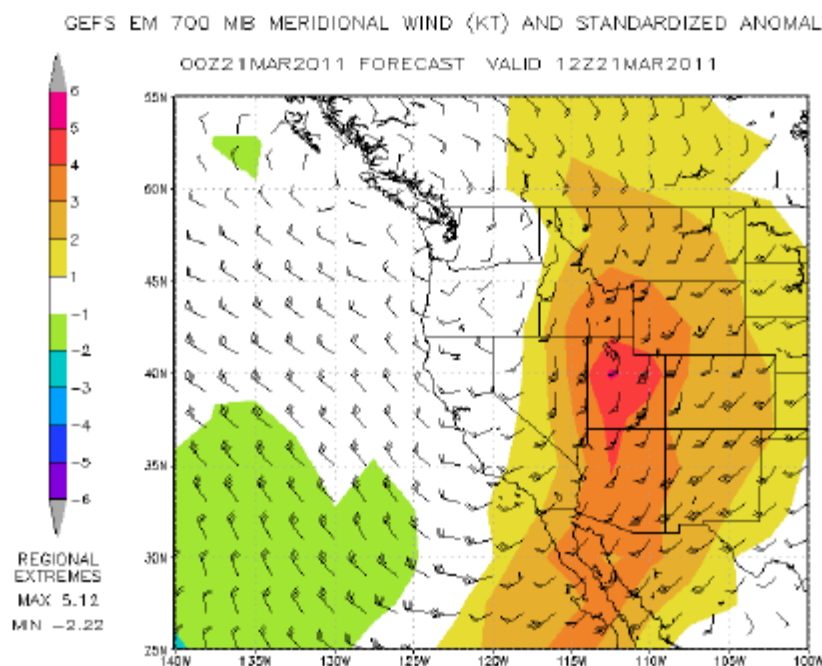 GEFS EM 700 MB MERIDIONAL WIND (KT) AND STANDARDIZED ANOMAL
00Z21MAR2011 FORECAST VALID 12Z21MAR2011
6
5
4
3
2
1
-1
-2
-3
-4
-5
-6
REGIONAL
EXTREMES
MAX 5.12
MIN -2.22
55N
60N
45N
40N
35N
30N
25N
140W 135W 130W 125W 120W 115W 110W 105W 100W